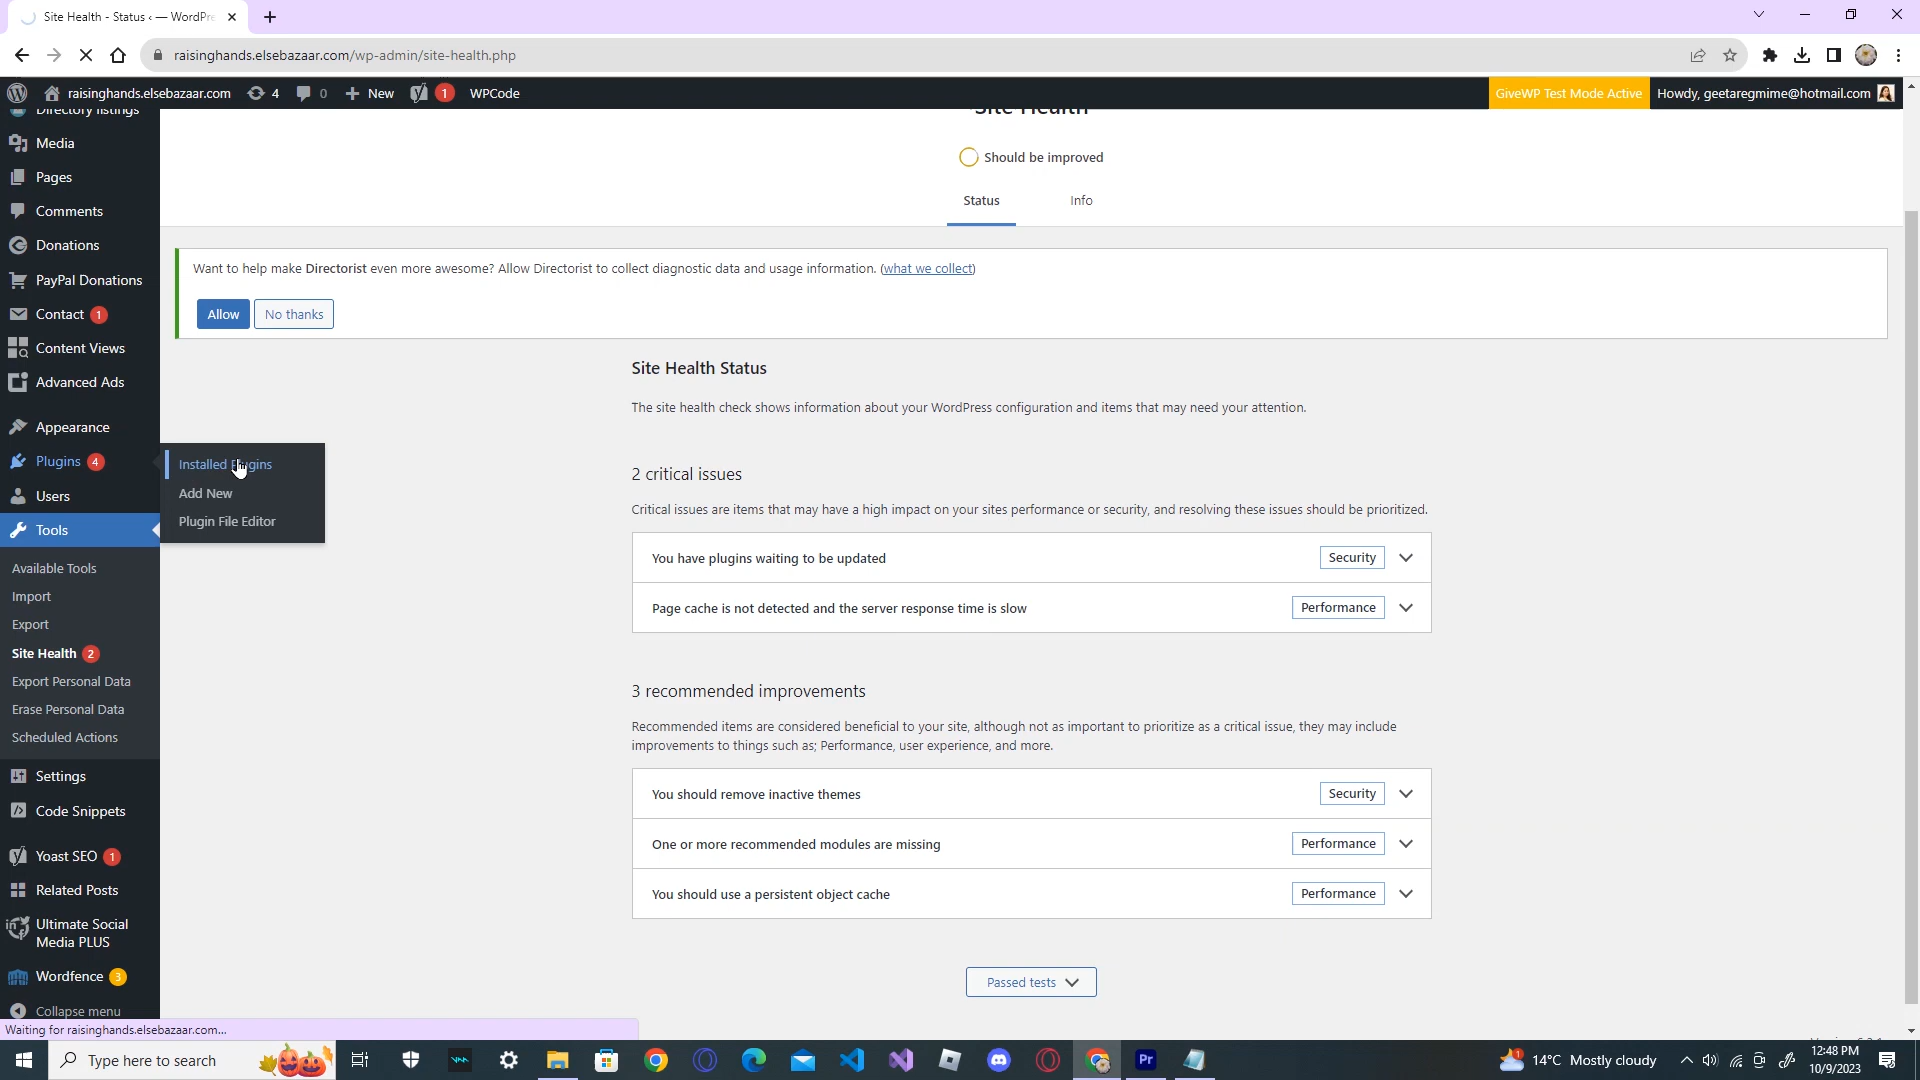 Site Health - Status ‹ — WordPre
raisinghands.elsebazaar.com/wp-admin/site-health.php
raisinghands.elsebazaar.com 4 0 New 1 WPCode GiveWP Test Mode Active Howdy, geetaregmime@hotmail.com
Directory listings
Media
Pages
Comments
Donations
PayPal Donations
Contact 1
Content Views
Advanced Ads
Appearance
Plugins 4
Users
Tools
Available Tools
Import
Export
Site Health 2
Export Personal Data
Erase Personal Data
Scheduled Actions
Settings
Code Snippets
Yoast SEO 1
Related Posts
Ultimate Social
Media PLUS
Wordfence 3
Collapse menu
Installed Plugins
Add New
Plugin File Editor
Site Health
Should be improved
Status Info
Want to help make Directorist even more awesome? Allow Directorist to collect diagnostic data and usage information. (what we collect)
Allow No thanks
Site Health Status
The site health check shows information about your WordPress configuration and items that may need your attention.
2 critical issues
Critical issues are items that may have a high impact on your sites performance or security, and resolving these issues should be prioritized.
You have plugins waiting to be updated Security
Page cache is not detected and the server response time is slow Performance
3 recommended improvements
Recommended items are considered beneficial to your site, although not as important to prioritize as a critical issue, they may include
improvements to things such as; Performance, user experience, and more.
You should remove inactive themes Security
One or more recommended modules are missing Performance
You should use a persistent object cache Performance
Passed tests
Waiting for raisinghands.elsebazaar.com...
Type here to search
Pr
1 14°C Mostly cloudy
12:48 PM
10/9/2023